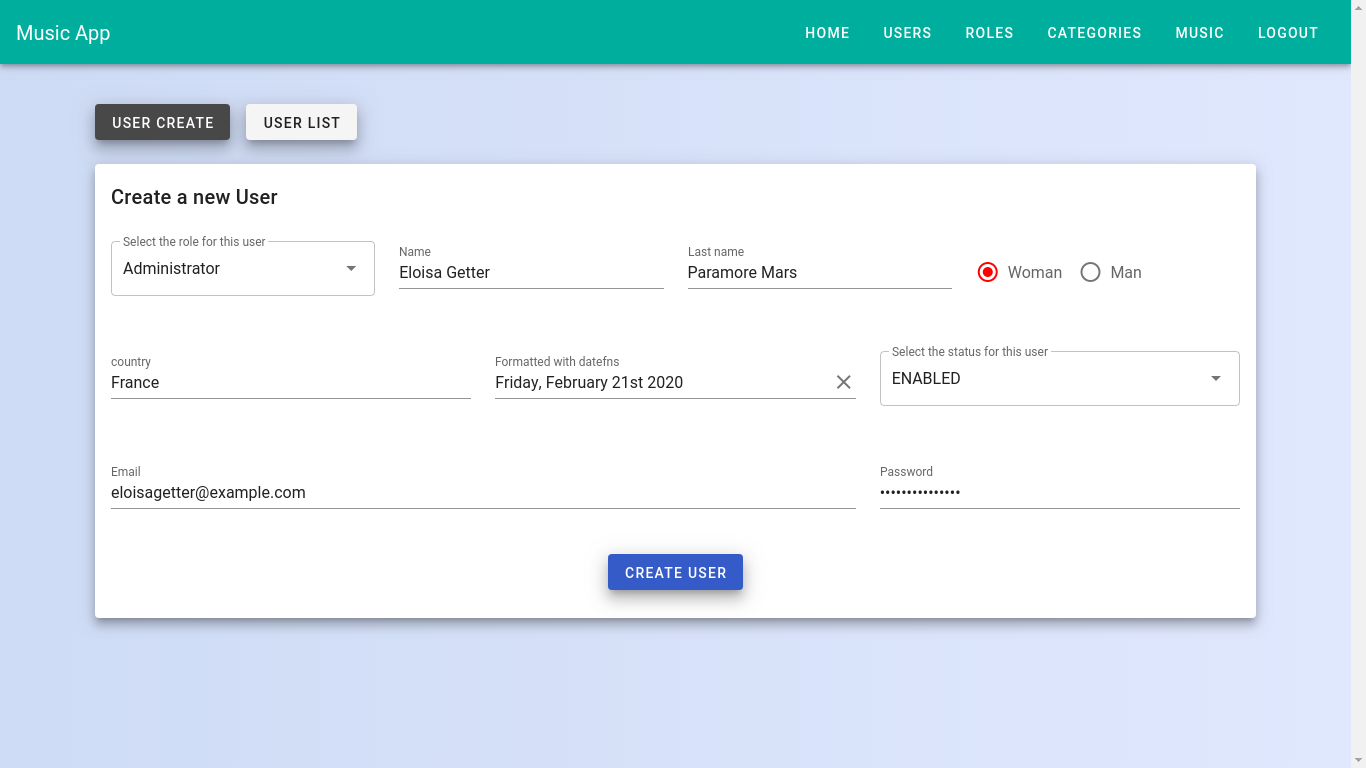 Music App HOME USERS ROLES CATEGORIES MUSIC LOGOUT
USER CREATE USER LIST
Create a new User
Select the role for this user
Administrator
Name
Eloisa Getter
Last name
Paramore Mars
Woman Man
country
France
Formatted with datefns
Friday, February 21st 2020
Select the status for this user
ENABLED
Email
eloisagetter@example.com
Password
•••••••••••••••
CREATE USER